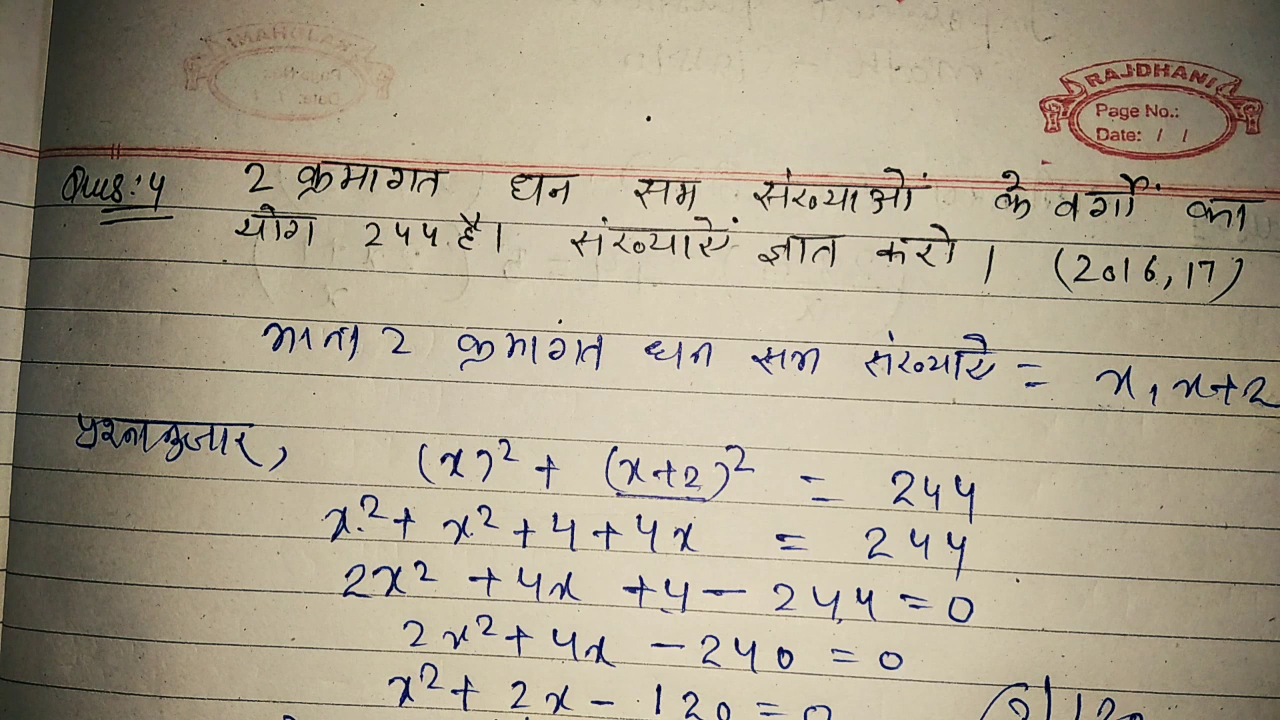 RAJDHANI
Page No.:
Date: / /
Ques:4 2 क्रमागत धन सम संख्याओं के वर्गों का
योग 244 है। संख्याऐं ज्ञात करो। (2016,17)
माना 2 क्रमांगत धन सम संख्याऐ = x, x+2
प्रश्नानुसार, (x)² + (x+2)² = 244
x² + x² + 4 + 4x = 244
2x² + 4x + 4 - 244 = 0
2x² + 4x - 240 = 0
x² + 2x - 120 = 0